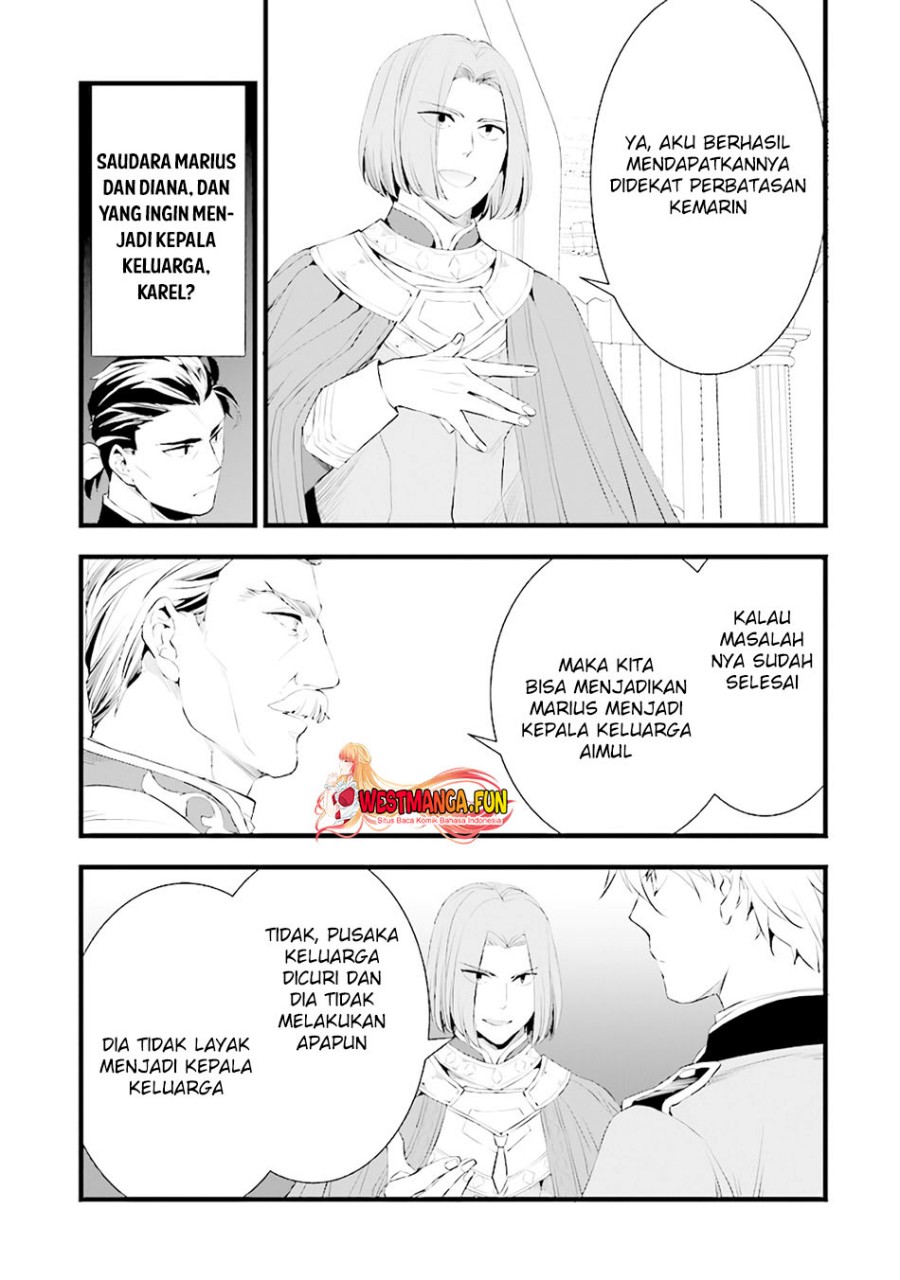 YA, AKU BERHASIL
MENDAPATKANNYA
DIDEKAT PERBATASAN
KEMARIN
SAUDARA MARIUS
DAN DIANA, DAN
YANG INGIN MEN-
JADI KEPALA
KELUARGA,
KAREL?
KALAU
MASALAH
NYA SUDAH
SELESAI
MAKA KITA
BISA MENJADIKAN
MARIUS MENJADI
KEPALA KELUARGA
AIMUL
WESTMANGA.FUN
Situs Baca Komik Bahasa Indonesia
TIDAK, PUSAKA
KELUARGA
DICURI DAN
DIA TIDAK
MELAKUKAN
APAPUN
DIA TIDAK LAYAK
MENJADI KEPALA
KELUARGA